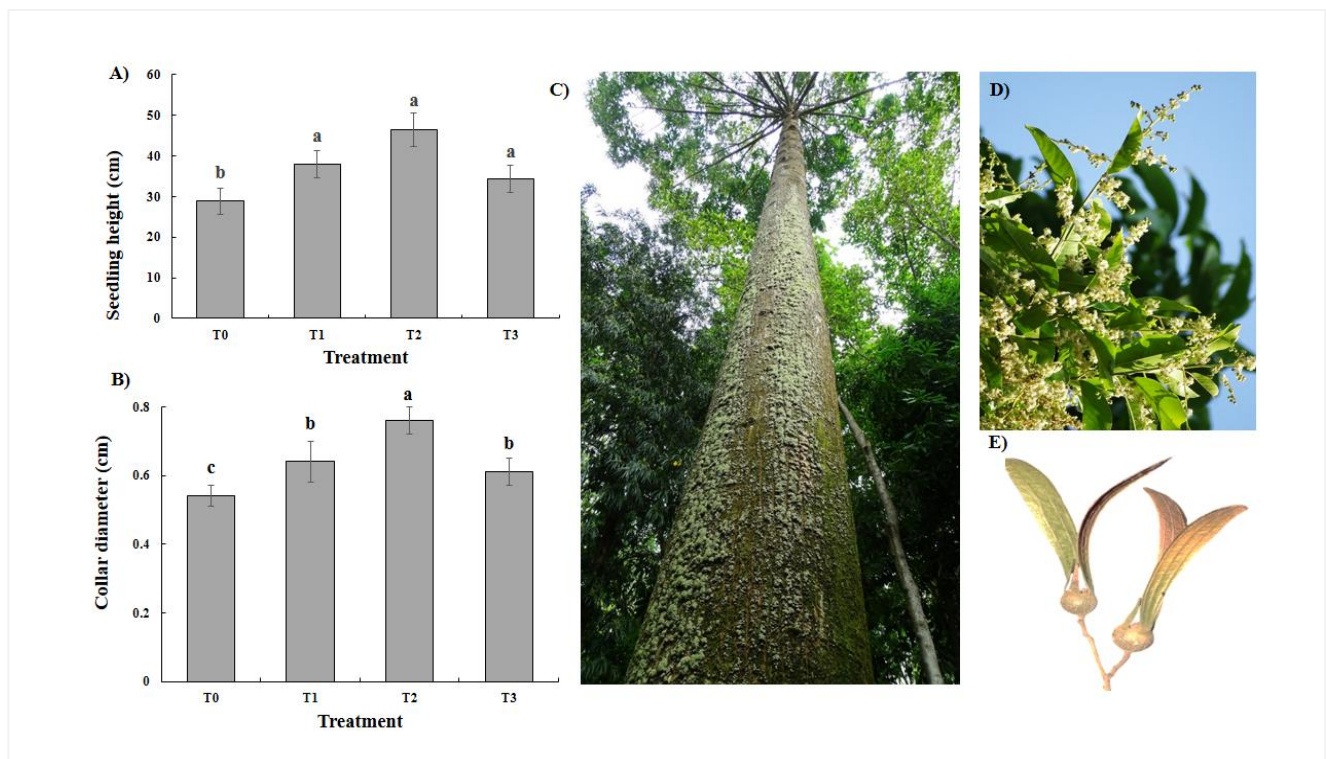 A)
Seedling height (cm)
60
50
40
30
20
10
0
b
a
a
a
T0 T1 T2 T3
Treatment
B)
Collar diameter (cm)
0.8
0.6
0.4
0.2
0
c
b
a
b
T0 T1 T2 T3
Treatment
C)
D)
E)